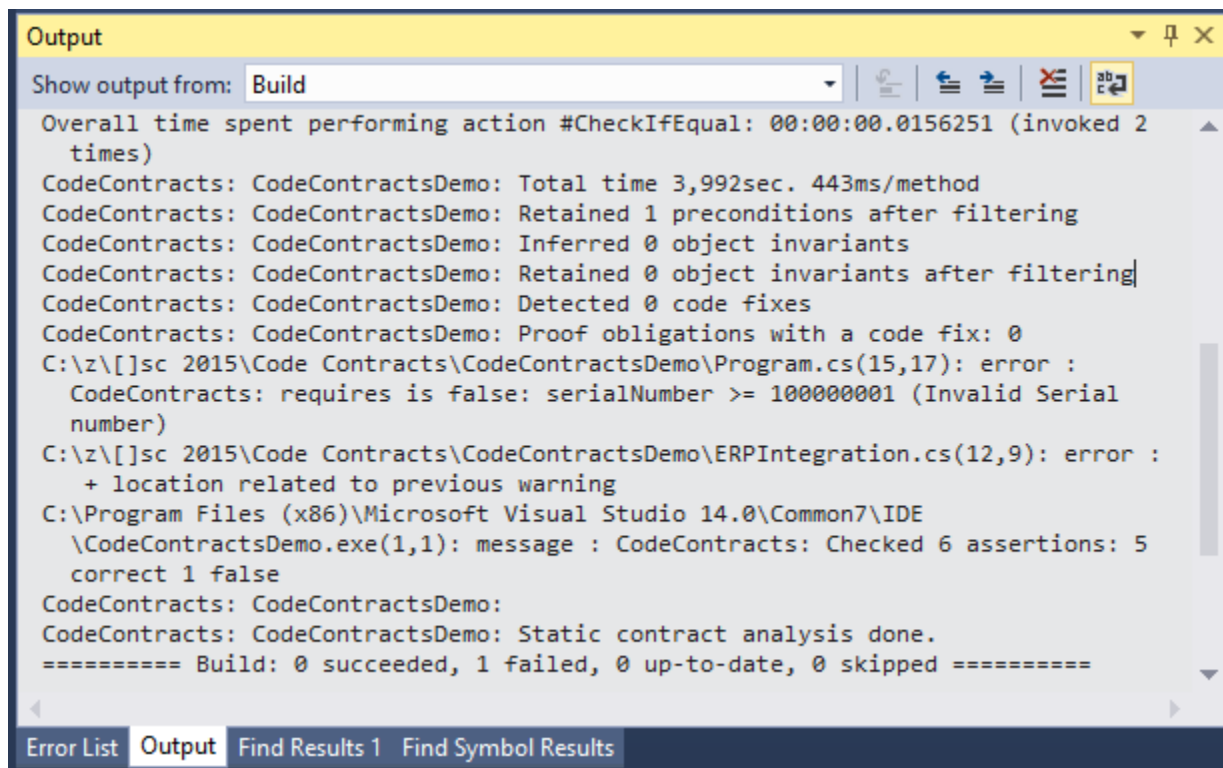 Output
Show output from: Build
Overall time spent performing action #CheckIfEqual: 00:00:00.0156251 (invoked 2
times)
CodeContracts: CodeContractsDemo: Total time 3,992sec. 443ms/method
CodeContracts: CodeContractsDemo: Retained 1 preconditions after filtering
CodeContracts: CodeContractsDemo: Inferred 0 object invariants
CodeContracts: CodeContractsDemo: Retained 0 object invariants after filtering
CodeContracts: CodeContractsDemo: Detected 0 code fixes
CodeContracts: CodeContractsDemo: Proof obligations with a code fix: 0
C:\z\[]sc 2015\Code Contracts\CodeContractsDemo\Program.cs(15,17): error :
CodeContracts: requires is false: serialNumber >= 100000001 (Invalid Serial
number)
C:\z\[]sc 2015\Code Contracts\CodeContractsDemo\ERPIntegration.cs(12,9): error :
+ location related to previous warning
C:\Program Files (x86)\Microsoft Visual Studio 14.0\Common7\IDE
\CodeContractsDemo.exe(1,1): message : CodeContracts: Checked 6 assertions: 5
correct 1 false
CodeContracts: CodeContractsDemo:
CodeContracts: CodeContractsDemo: Static contract analysis done.
========== Build: 0 succeeded, 1 failed, 0 up-to-date, 0 skipped ==========
Error List Output Find Results 1 Find Symbol Results